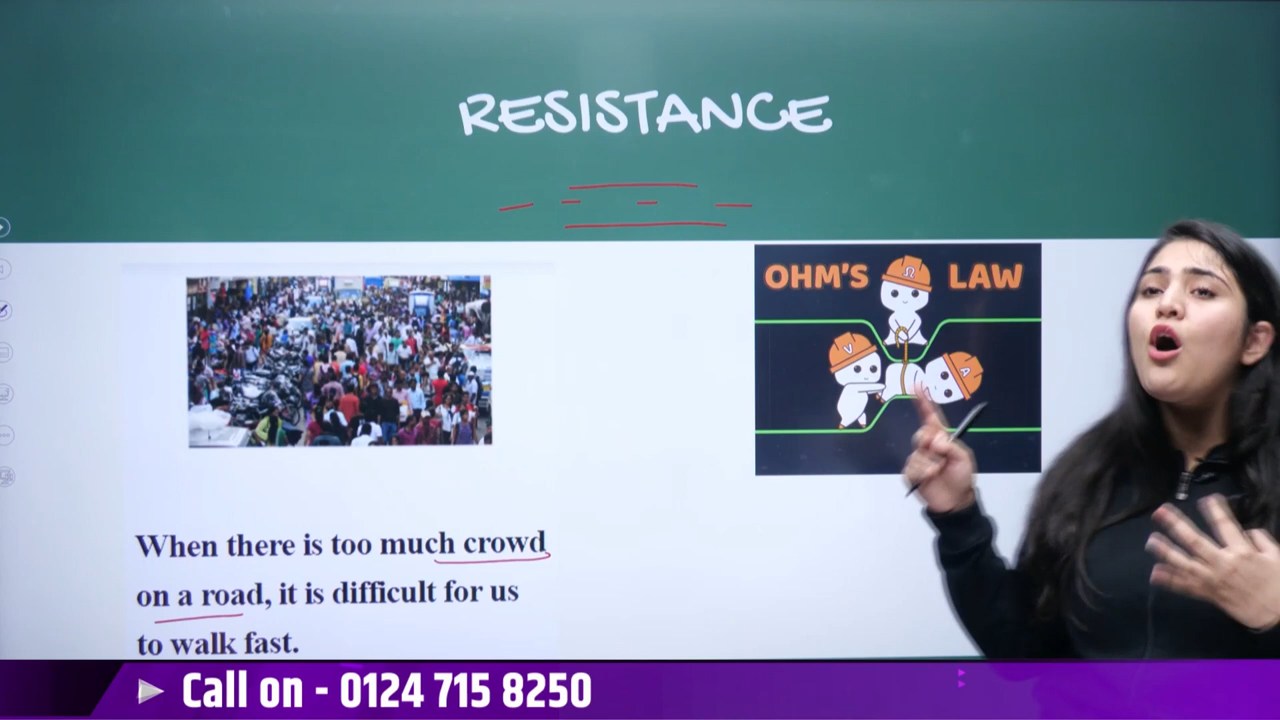 RESISTANCE
OHM'S LAW
Ω
V
A
When there is too much crowd
on a road, it is difficult for us
to walk fast.
Call on - 0124 715 8250